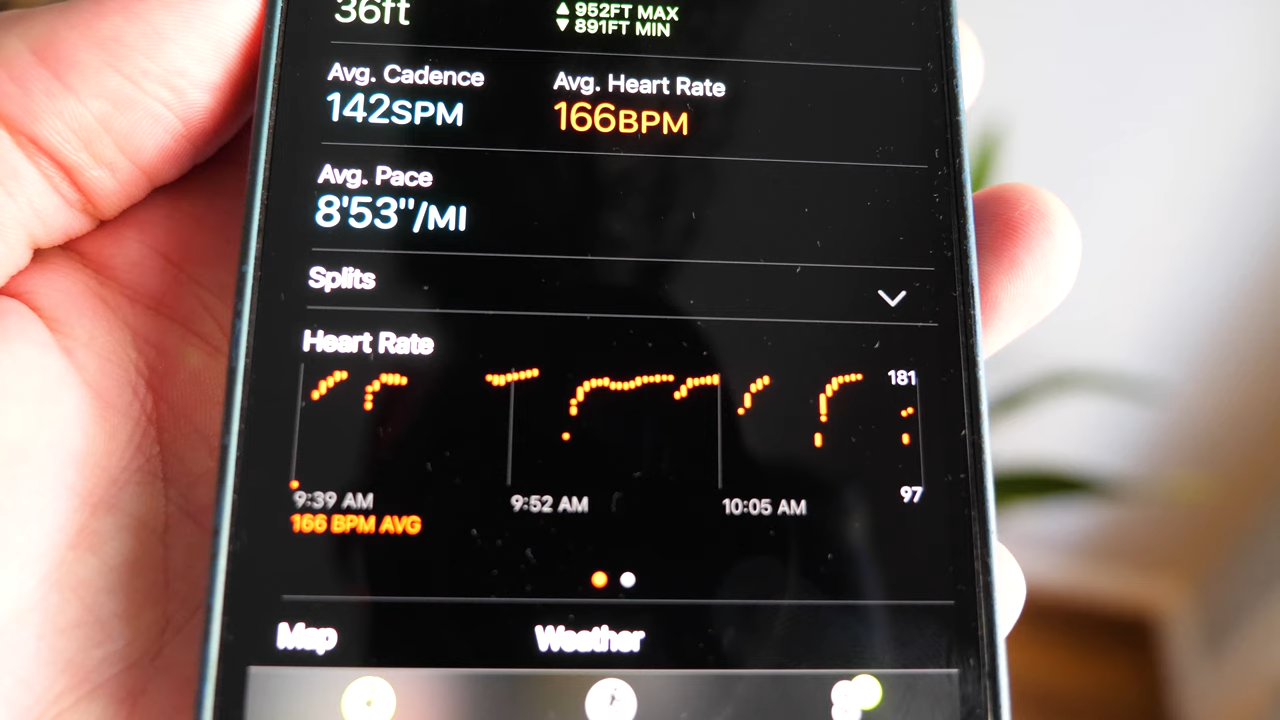 36ft
▲ 952FT MAX
▼ 891FT MIN
Avg. Cadence
142SPM
Avg. Heart Rate
166BPM
Avg. Pace
8'53"/MI
Splits
Heart Rate
181
97
9:39 AM
9:52 AM
10:05 AM
166 BPM AVG
Map
Weather